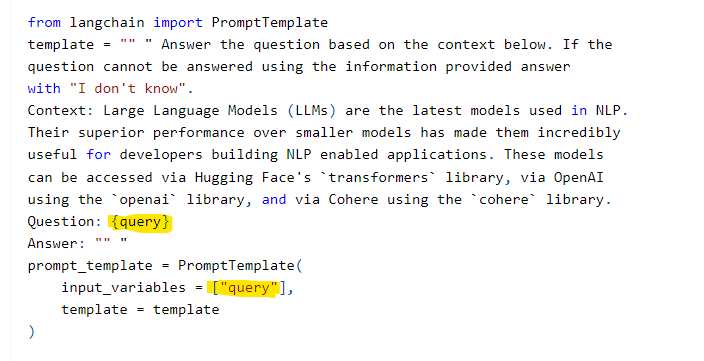 from langchain import PromptTemplate
template = "" " Answer the question based on the context below. If the
question cannot be answered using the information provided answer
with "I don't know".
Context: Large Language Models (LLMs) are the latest models used in NLP.
Their superior performance over smaller models has made them incredibly
useful for developers building NLP enabled applications. These models
can be accessed via Hugging Face's `transformers` library, via OpenAI
using the `openai` library, and via Cohere using the `cohere` library.
Question: {query}
Answer: "" "
prompt_template = PromptTemplate(
    input_variables = ["query"],
    template = template
)